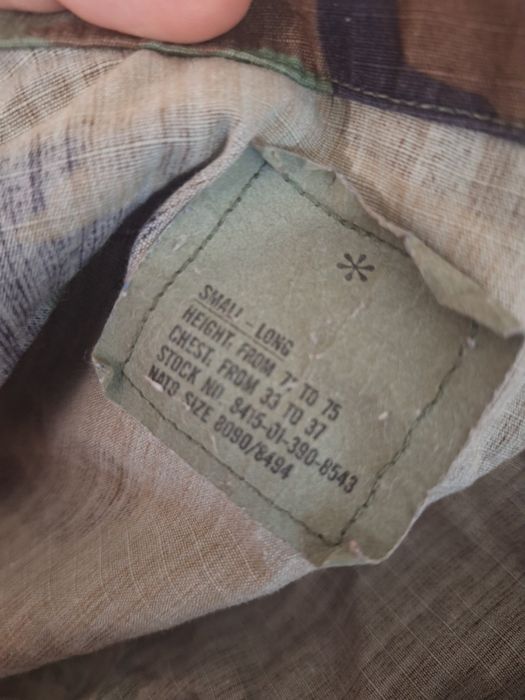 *
SMALL - LONG
HEIGHT. FROM TO 75
CHEST. FROM 33 TO 37
STOCK NO. 8415-01-390-8543
NATO SIZE 8090/8494